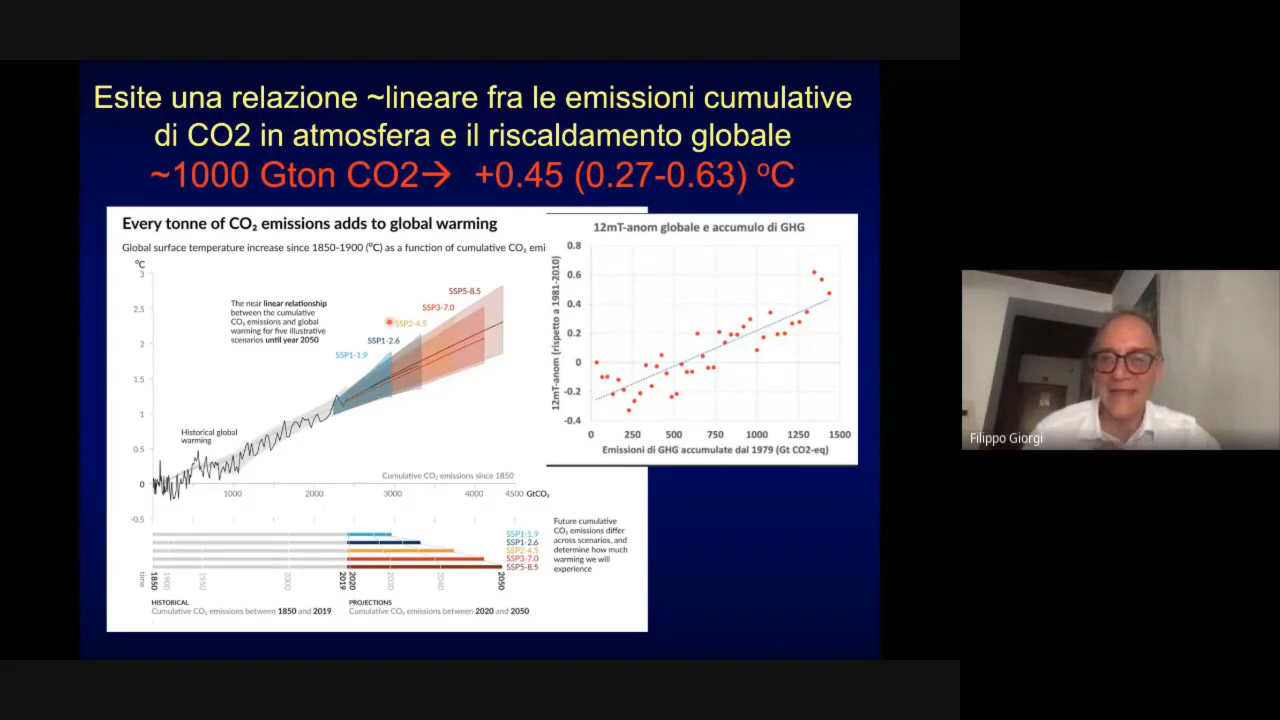 Esite una relazione ~lineare fra le emissioni cumulative
di CO2 in atmosfera e il riscaldamento globale
~1000 Gton CO2→ +0.45 (0.27-0.63) ºC
Every tonne of CO₂ emissions adds to global warming
Global surface temperature increase since 1850-1900 (ºC) as a function of cumulative CO₂ emi
ºC
3
2.5
2
1.5
1
0.5
0
-0.5
The near linear relationship
between the cumulative
CO₂ emissions and global
warming for five illustrative
scenarios until year 2050
SSP5-8.5
SSP3-7.0
SSP2-4.5
SSP1-2.6
SSP1-1.9
Historical global
warming
Cumulative CO₂ emissions since 1850
1000 2000 3000 4000 4500 GtCO₂
SSP1-1.9
SSP1-2.6
SSP2-4.5
SSP3-7.0
SSP5-8.5
time 1850 1900 1950 2000 2019 2020 2030 2040 2050
HISTORICAL
Cumulative CO₂ emissions between 1850 and 2019
PROJECTIONS
Cumulative CO₂ emissions between 2020 and 2050
Future cumulative
CO₂ emissions differ
across scenarios, and
determine how much
warming we will
experience
12mT-anom globale e accumulo di GHG
12mT-anom (rispetto a 1981-2010)
0.8
0.6
0.4
0.2
0
-0.2
-0.4
0 250 500 750 1000 1250 1500
Emissioni di GHG accumulate dal 1979 (Gt CO2-eq)
Filippo Giorgi